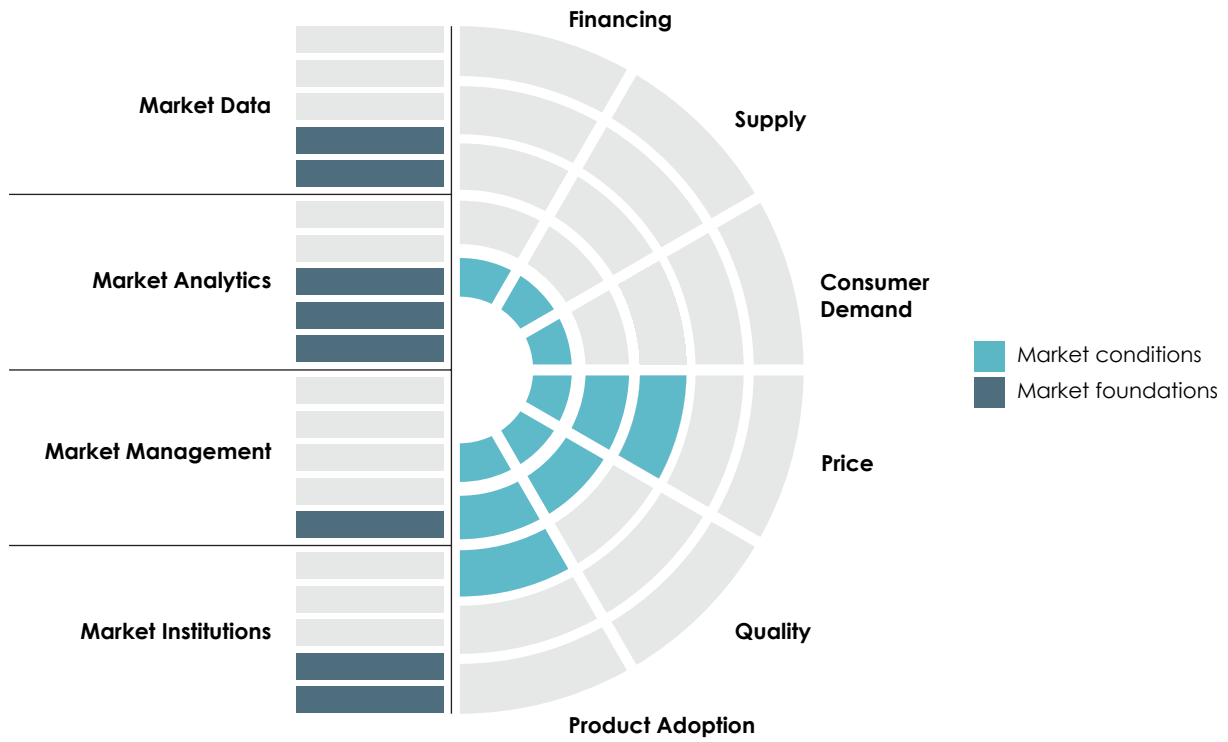 Financing
Market Data
Supply
Market Analytics
Consumer
Demand
Market conditions
Market foundations
Market Management
Price
Market Institutions
Quality
Product Adoption